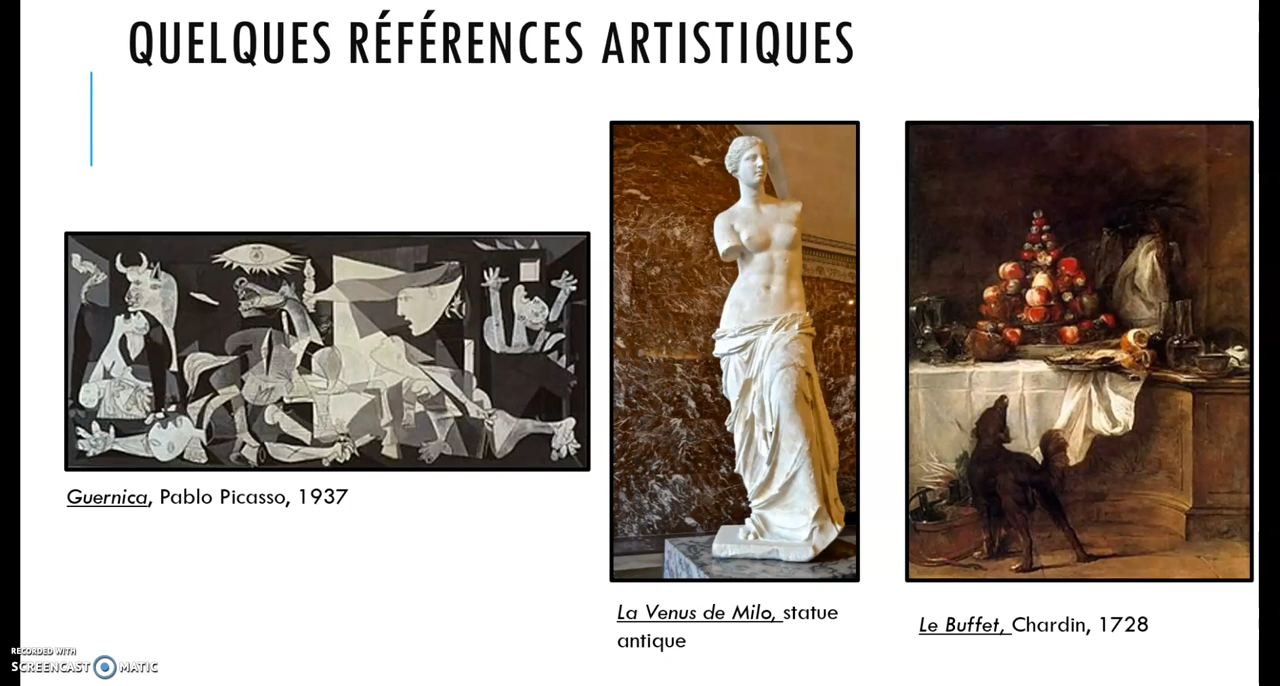 QUELQUES RÉFÉRENCES ARTISTIQUES
Guernica, Pablo Picasso, 1937
La Venus de Milo, statue
antique
Le Buffet, Chardin, 1728
RECORDED WITH
SCREENCAST MATIC